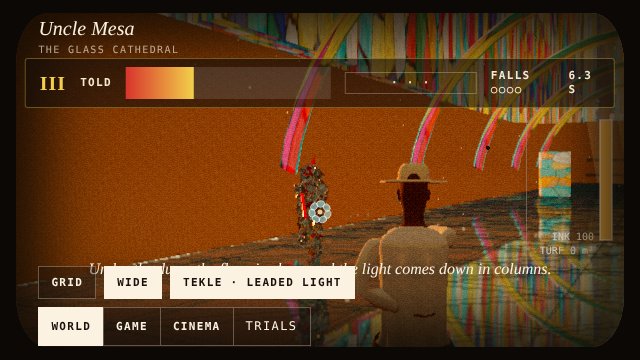 Uncle Mesa
THE GLASS CATHEDRAL
III TOLD
· · ·
FALLS 6.3 S
INK 100
TURF 0 m²
light comes down in columns.
GRID WIDE TEKLE · LEADED LIGHT
WORLD GAME CINEMA TRIALS